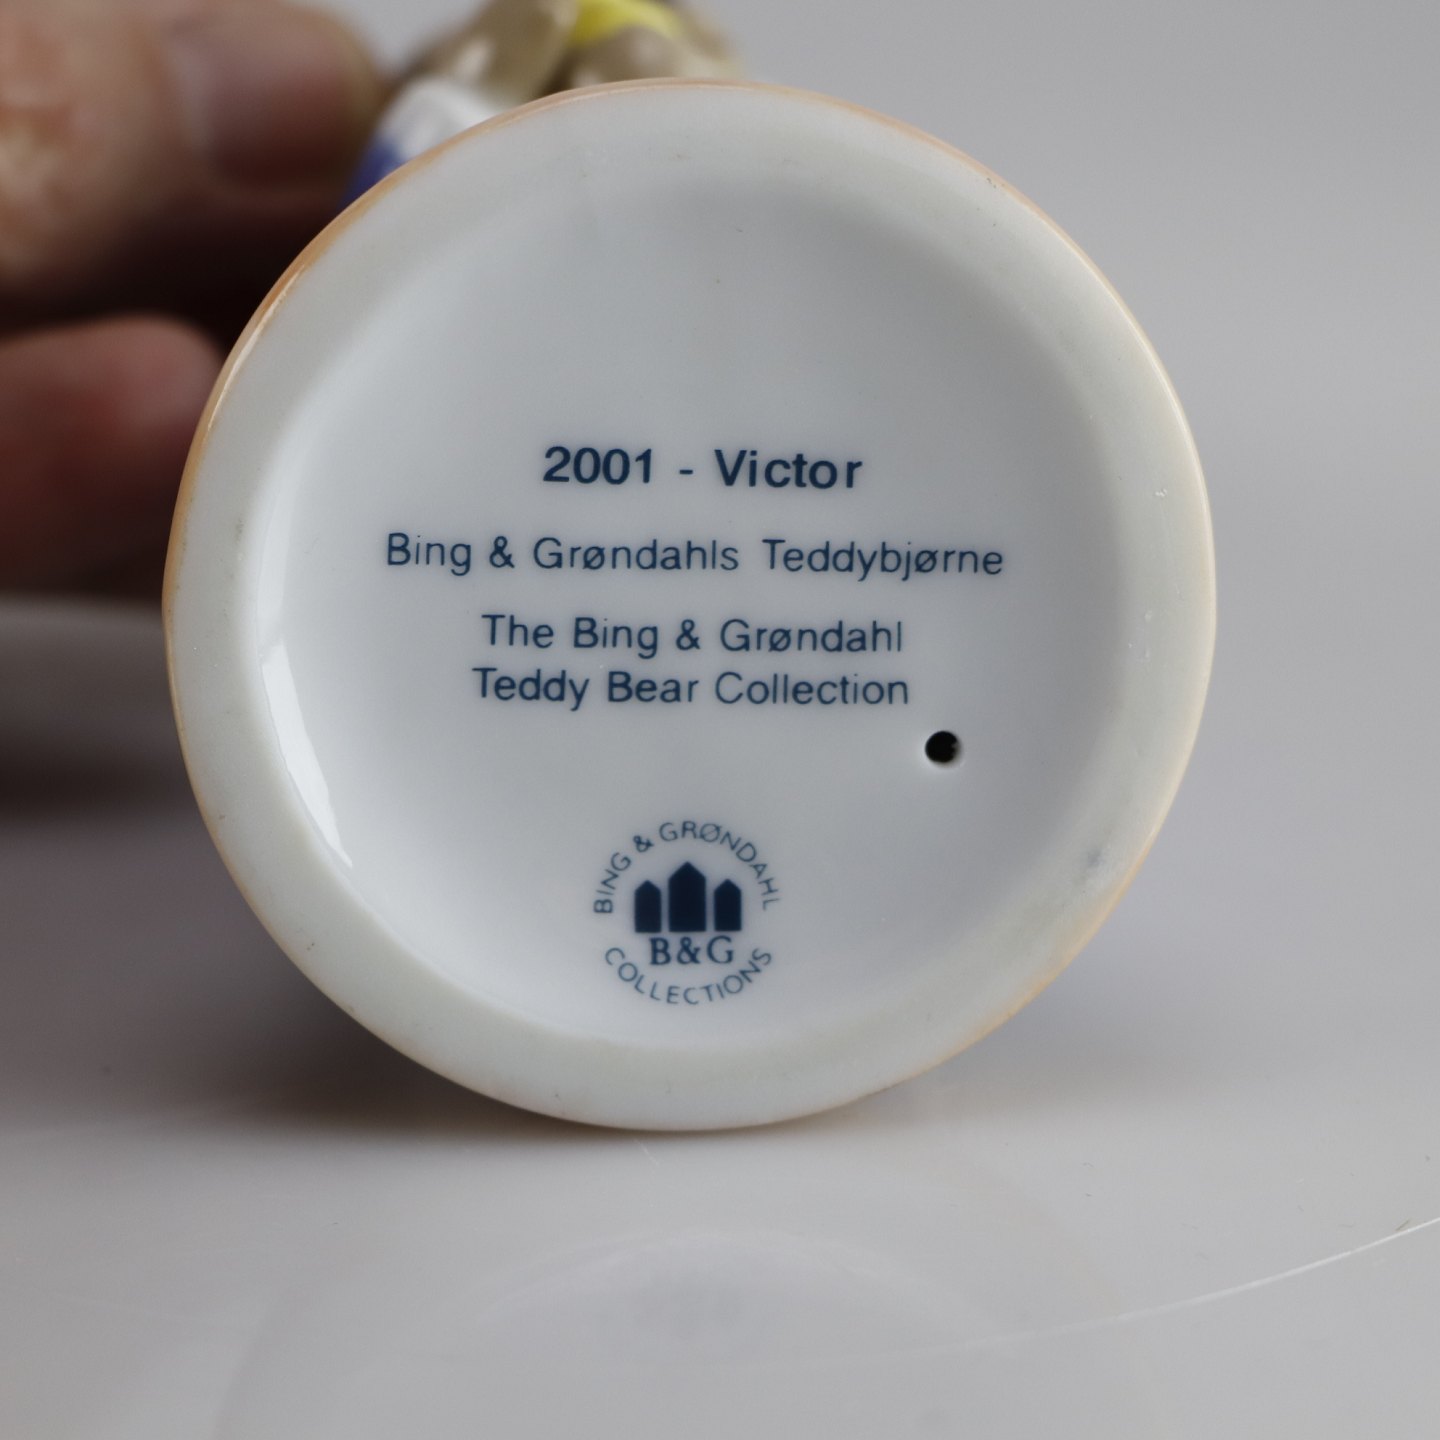 2001 - Victor
Bing & Grøndahls Teddybjørne
The Bing & Grøndahl
Teddy Bear Collection
BING & GRØNDAHL
B&G
COLLECTIONS